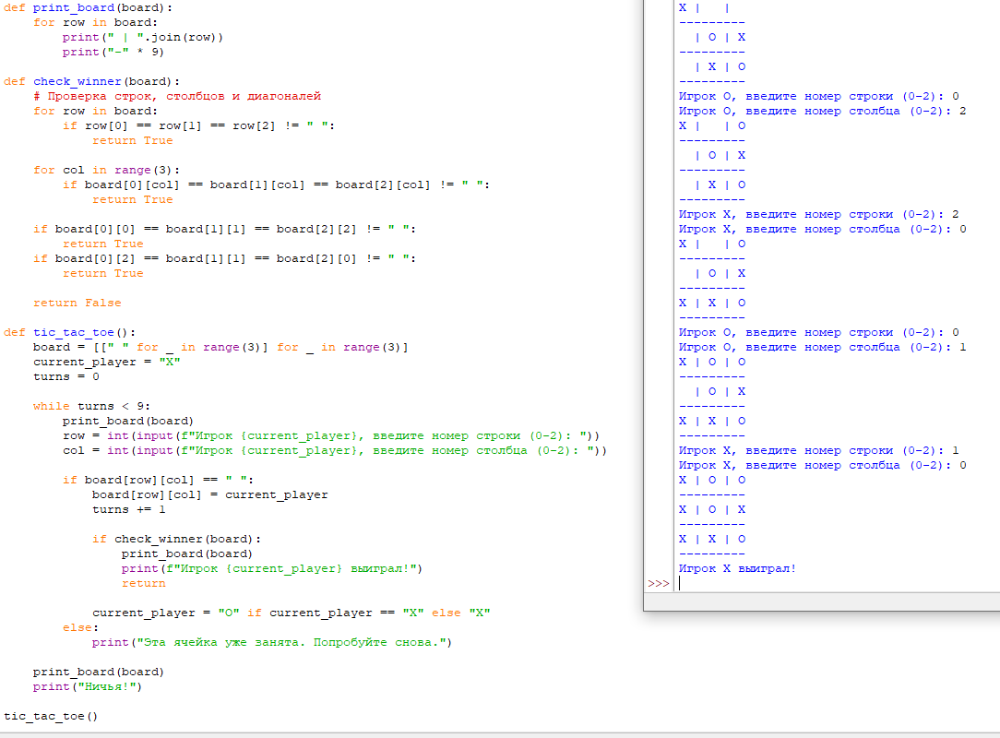 def print_board(board):
    for row in board:
        print(" | ".join(row))
        print("-" * 9)

def check_winner(board):
    # Проверка строк, столбцов и диагоналей
    for row in board:
        if row[0] == row[1] == row[2] != " ":
            return True

    for col in range(3):
        if board[0][col] == board[1][col] == board[2][col] != " ":
            return True

    if board[0][0] == board[1][1] == board[2][2] != " ":
        return True
    if board[0][2] == board[1][1] == board[2][0] != " ":
        return True

    return False

def tic_tac_toe():
    board = [[" " for _ in range(3)] for _ in range(3)]
    current_player = "X"
    turns = 0

    while turns < 9:
        print_board(board)
        row = int(input(f"Игрок {current_player}, введите номер строки (0-2): "))
        col = int(input(f"Игрок {current_player}, введите номер столбца (0-2): "))

        if board[row][col] == " ":
            board[row][col] = current_player
            turns += 1

            if check_winner(board):
                print_board(board)
                print(f"Игрок {current_player} выиграл!")
                return

            current_player = "O" if current_player == "X" else "X"
        else:
            print("Эта ячейка уже занята. Попробуйте снова.")

    print_board(board)
    print("Ничья!")

tic_tac_toe()
X |   |
---------
  | O | X
---------
  | X | O
---------
Игрок O, введите номер строки (0-2): 0
Игрок O, введите номер столбца (0-2): 2
X |   | O
---------
  | O | X
---------
  | X | O
---------
Игрок X, введите номер строки (0-2): 2
Игрок X, введите номер столбца (0-2): 0
X |   | O
---------
  | O | X
---------
X | X | O
---------
Игрок O, введите номер строки (0-2): 0
Игрок O, введите номер столбца (0-2): 1
X | O | O
---------
  | O | X
---------
X | X | O
---------
Игрок X, введите номер строки (0-2): 1
Игрок X, введите номер столбца (0-2): 0
X | O | O
---------
X | O | X
---------
X | X | O
---------
Игрок X выиграл!
>>>